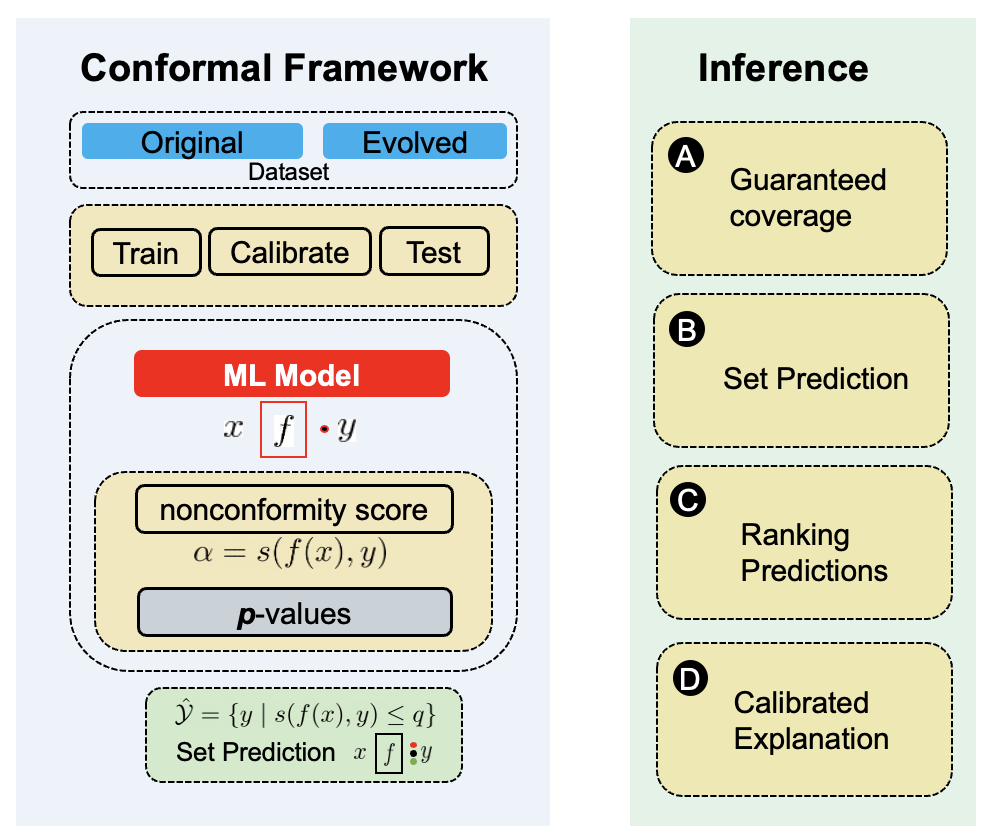 Conformal Framework
Original
Evolved
Dataset
Train
Calibrate
Test
ML Model
x f y
nonconformity score
α = s(f(x), y)
p-values
Ŷ = {y | s(f(x), y) ≤ q}
Set Prediction x f y
Inference
A
Guaranteed
coverage
B
Set Prediction
C
Ranking
Predictions
D
Calibrated
Explanation